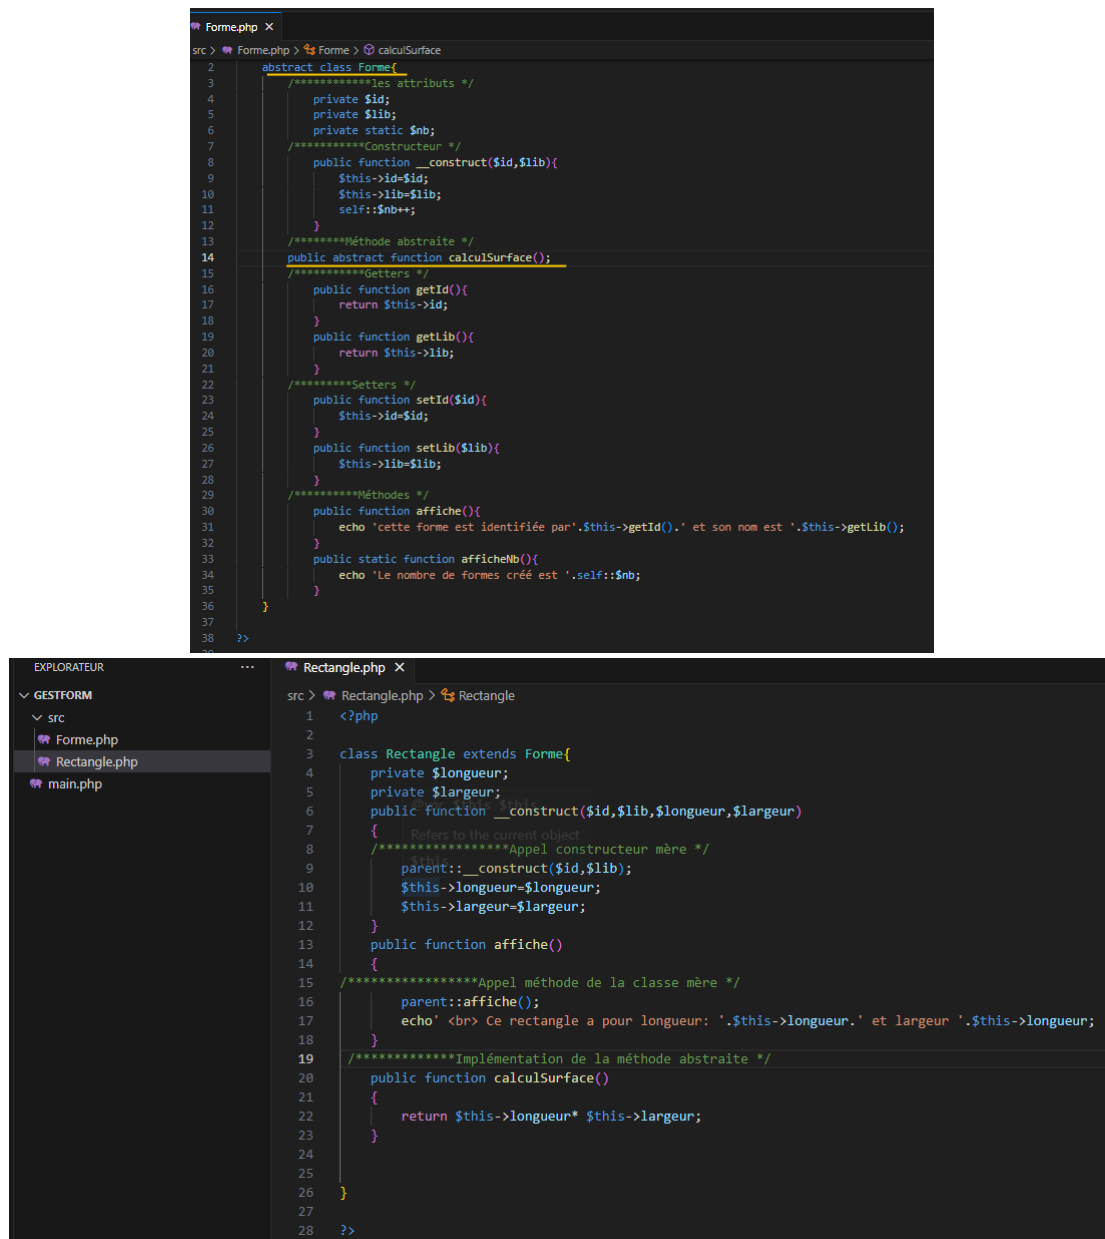 Forme.php ×
src > Forme.php > Forme > calculSurface
2 abstract class Forme{
3 /************les attributs */
4 private $id;
5 private $lib;
6 private static $nb;
7 /***********Constructeur */
8 public function __construct($id,$lib){
9 $this->id=$id;
10 $this->lib=$lib;
11 self::$nb++;
12 }
13 /********Méthode abstraite */
14 public abstract function calculSurface();
15 /***********Getters */
16 public function getId(){
17 return $this->id;
18 }
19 public function getLib(){
20 return $this->lib;
21 }
22 /*********Setters */
23 public function setId($id){
24 $this->id=$id;
25 }
26 public function setLib($lib){
27 $this->lib=$lib;
28 }
29 /**********Méthodes */
30 public function affiche(){
31 echo 'cette forme est identifiée par'.$this->getId().' et son nom est '.$this->getLib();
32 }
33 public static function afficheNb(){
34 echo 'Le nombre de formes créé est '.self::$nb;
35 }
36 }
37
38 ?>
EXPLORATEUR ···
GESTFORM
src
Forme.php
Rectangle.php
main.php
Rectangle.php ×
src > Rectangle.php > Rectangle
1 <?php
2
3 class Rectangle extends Forme{
4 private $longueur;
5 private $largeur;
6 public function __construct($id,$lib,$longueur,$largeur)
7 {
Refers to the current object
8 /*****************Appel constructeur mère */
9 parent::__construct($id,$lib);
10 $this->longueur=$longueur;
11 $this->largeur=$largeur;
12 }
13 public function affiche()
14 {
15 /*****************Appel méthode de la classe mère */
16 parent::affiche();
17 echo' <br> Ce rectangle a pour longueur: '.$this->longueur.' et largeur '.$this->longueur;
18 }
19 /*************Implémentation de la méthode abstraite */
20 public function calculSurface()
21 {
22 return $this->longueur* $this->largeur;
23 }
24
25
26 }
27
28 ?>